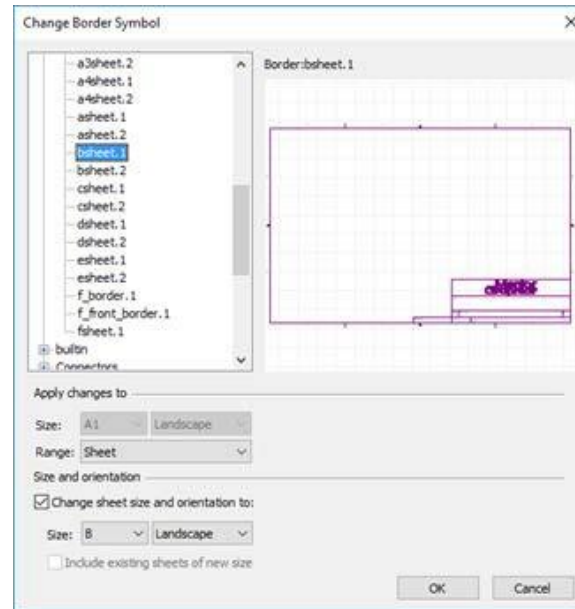 Change Border Symbol
a3sheet.2
a4sheet.1
a4sheet.2
asheet.1
asheet.2
bsheet.1
bsheet.2
csheet.1
csheet.2
dsheet.1
dsheet.2
esheet.1
esheet.2
f_border.1
f_front_border.1
fsheet.1
builtin
Connectors
Border:bsheet.1
Apply changes to
Size: A1 Landscape
Range: Sheet
Size and orientation
Change sheet size and orientation to:
Size: B Landscape
Include existing sheets of new size
OK Cancel